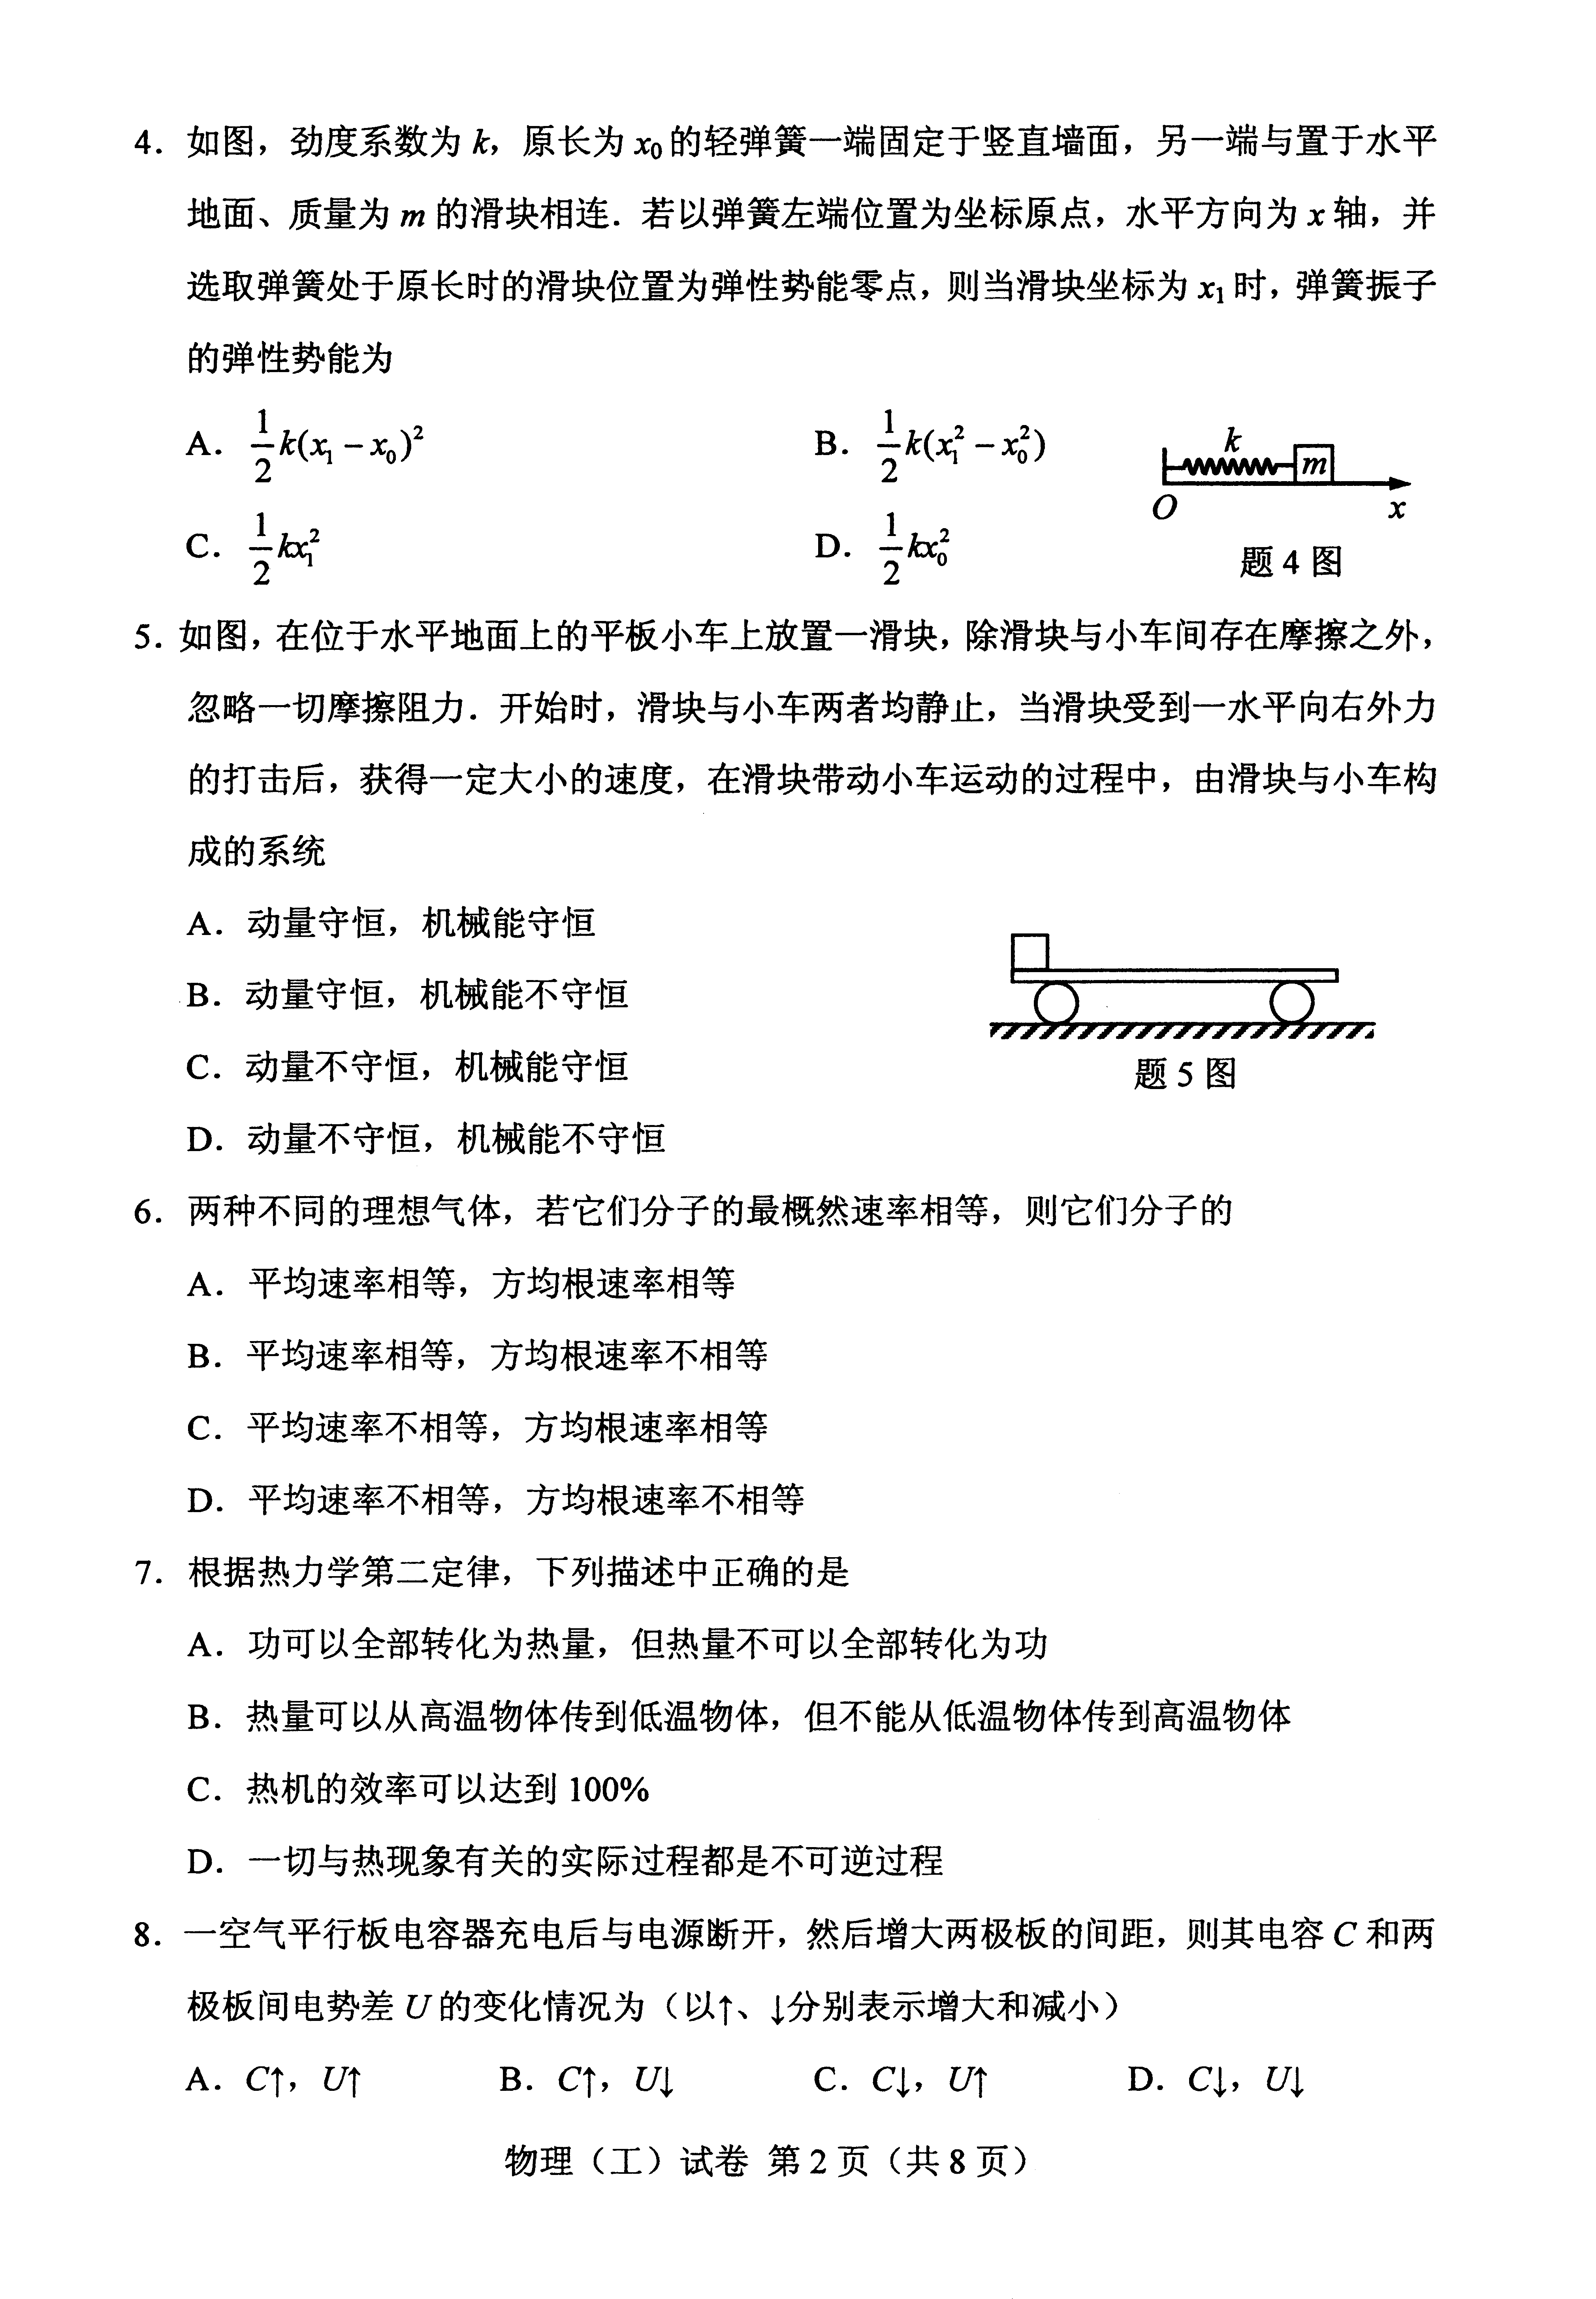 4. 如图，劲度系数为 k，原长为 x₀ 的轻弹簧一端固定于竖直墙面，另一端与置于水平
地面、质量为 m 的滑块相连．若以弹簧左端位置为坐标原点，水平方向为 x 轴，并
选取弹簧处于原长时的滑块位置为弹性势能零点，则当滑块坐标为 x₁ 时，弹簧振子
的弹性势能为
A. 1/2 k(x₁ − x₀)²
B. 1/2 k(x₁² − x₀²)
C. 1/2 kx₁²
D. 1/2 kx₀²
k
m
O
x
题 4 图
5. 如图，在位于水平地面上的平板小车上放置一滑块，除滑块与小车间存在摩擦之外，
忽略一切摩擦阻力．开始时，滑块与小车两者均静止，当滑块受到一水平向右外力
的打击后，获得一定大小的速度，在滑块带动小车运动的过程中，由滑块与小车构
成的系统
A. 动量守恒，机械能守恒
B. 动量守恒，机械能不守恒
C. 动量不守恒，机械能守恒
D. 动量不守恒，机械能不守恒
题 5 图
6. 两种不同的理想气体，若它们分子的最概然速率相等，则它们分子的
A. 平均速率相等，方均根速率相等
B. 平均速率相等，方均根速率不相等
C. 平均速率不相等，方均根速率相等
D. 平均速率不相等，方均根速率不相等
7. 根据热力学第二定律，下列描述中正确的是
A. 功可以全部转化为热量，但热量不可以全部转化为功
B. 热量可以从高温物体传到低温物体，但不能从低温物体传到高温物体
C. 热机的效率可以达到 100%
D. 一切与热现象有关的实际过程都是不可逆过程
8. 一空气平行板电容器充电后与电源断开，然后增大两极板的间距，则其电容 C 和两
极板间电势差 U 的变化情况为（以↑、↓分别表示增大和减小）
A. C↑，U↑ B. C↑，U↓ C. C↓，U↑ D. C↓，U↓
物理（工）试卷 第 2 页（共 8 页）